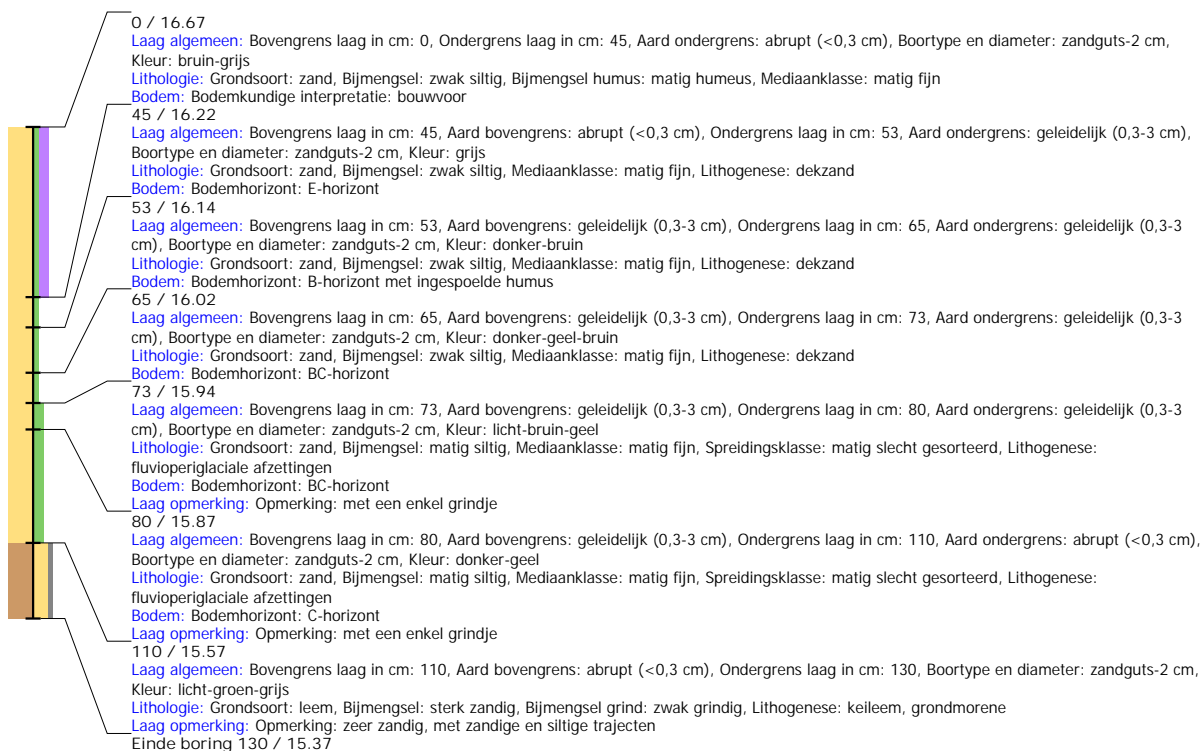 0 / 16.67
Laag algemeen: Bovengrens laag in cm: 0, Ondergrens laag in cm: 45, Aard ondergrens: abrupt (<0,3 cm), Boortype en diameter: zandguts-2 cm,
Kleur: bruin-grijs
Lithologie: Grondsoort: zand, Bijmengsel: zwak siltig, Bijmengsel humus: matig humeus, Mediaanklasse: matig fijn
Bodem: Bodemkundige interpretatie: bouwvoor
45 / 16.22
Laag algemeen: Bovengrens laag in cm: 45, Aard bovengrens: abrupt (<0,3 cm), Ondergrens laag in cm: 53, Aard ondergrens: geleidelijk (0,3-3 cm),
Boortype en diameter: zandguts-2 cm, Kleur: grijs
Lithologie: Grondsoort: zand, Bijmengsel: zwak siltig, Mediaanklasse: matig fijn, Lithogenese: dekzand
Bodem: Bodemhorizont: E-horizont
53 / 16.14
Laag algemeen: Bovengrens laag in cm: 53, Aard bovengrens: geleidelijk (0,3-3 cm), Ondergrens laag in cm: 65, Aard ondergrens: geleidelijk (0,3-3
cm), Boortype en diameter: zandguts-2 cm, Kleur: donker-bruin
Lithologie: Grondsoort: zand, Bijmengsel: zwak siltig, Mediaanklasse: matig fijn, Lithogenese: dekzand
Bodem: Bodemhorizont: B-horizont met ingespoelde humus
65 / 16.02
Laag algemeen: Bovengrens laag in cm: 65, Aard bovengrens: geleidelijk (0,3-3 cm), Ondergrens laag in cm: 73, Aard ondergrens: geleidelijk (0,3-3
cm), Boortype en diameter: zandguts-2 cm, Kleur: donker-geel-bruin
Lithologie: Grondsoort: zand, Bijmengsel: zwak siltig, Mediaanklasse: matig fijn, Lithogenese: dekzand
Bodem: Bodemhorizont: BC-horizont
73 / 15.94
Laag algemeen: Bovengrens laag in cm: 73, Aard bovengrens: geleidelijk (0,3-3 cm), Ondergrens laag in cm: 80, Aard ondergrens: geleidelijk (0,3-3
cm), Boortype en diameter: zandguts-2 cm, Kleur: licht-bruin-geel
Lithologie: Grondsoort: zand, Bijmengsel: matig siltig, Mediaanklasse: matig fijn, Spreidingsklasse: matig slecht gesorteerd, Lithogenese:
fluvioperiglaciale afzettingen
Bodem: Bodemhorizont: BC-horizont
Laag opmerking: Opmerking: met een enkel grindje
80 / 15.87
Laag algemeen: Bovengrens laag in cm: 80, Aard bovengrens: geleidelijk (0,3-3 cm), Ondergrens laag in cm: 110, Aard ondergrens: abrupt (<0,3 cm),
Boortype en diameter: zandguts-2 cm, Kleur: donker-geel
Lithologie: Grondsoort: zand, Bijmengsel: matig siltig, Mediaanklasse: matig fijn, Spreidingsklasse: matig slecht gesorteerd, Lithogenese:
fluvioperiglaciale afzettingen
Bodem: Bodemhorizont: C-horizont
Laag opmerking: Opmerking: met een enkel grindje
110 / 15.57
Laag algemeen: Bovengrens laag in cm: 110, Aard bovengrens: abrupt (<0,3 cm), Ondergrens laag in cm: 130, Boortype en diameter: zandguts-2 cm,
Kleur: licht-groen-grijs
Lithologie: Grondsoort: leem, Bijmengsel: sterk zandig, Bijmengsel grind: zwak grindig, Lithogenese: keileem, grondmorene
Laag opmerking: Opmerking: zeer zandig, met zandige en siltige trajecten
Einde boring 130 / 15.37